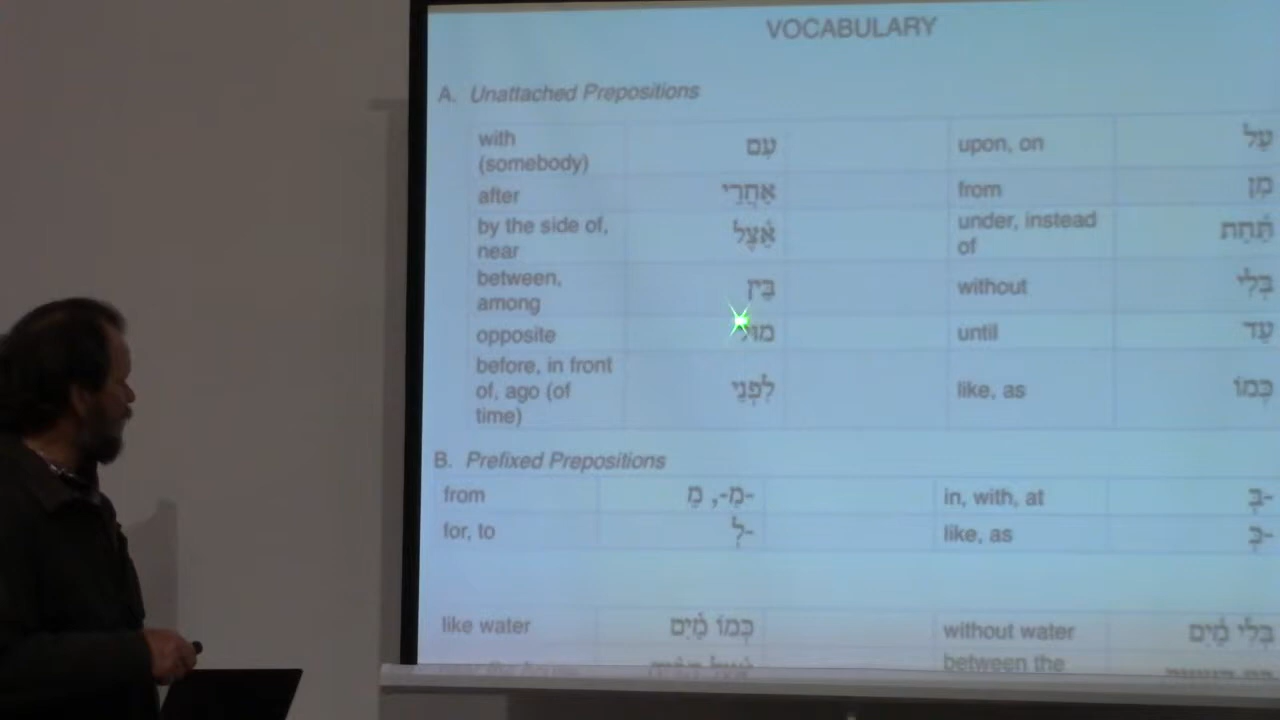 VOCABULARY
A. Unattached Prepositions
with (somebody) עִם upon, on עַל
after אַחֲרֵי from מִן
by the side of, near אֵ֫צֶל under, instead of תַּ֫חַת
between, among בֵּין without בְּלִי
opposite מוּל until עַד
before, in front of, ago (of time) לִפְנֵי like, as כְּמוֹ
B. Prefixed Prepositions
from מִ-, מֵ- in, with, at בְּ-
for, to לְ- like, as כְּ-
like water כְּמוֹ מַ֫יִם without water בְּלִי מַ֫יִם
between the